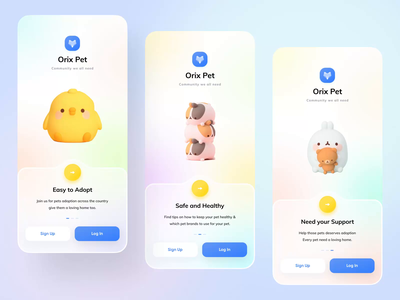 Orix Pet
Community we all need
Easy to Adopt
Join us for pets adoption across the country
give them a loving home too.
Sign Up
Log In
Orix Pet
Community we all need
Safe and Healthy
Find tips on how to keep your pet healthy &
which pet brands to use for your pet.
Sign Up
Log In
Orix Pet
Community we all need
Need your Support
Help those pets deserves adoption
Every pet need a loving home.
Sign Up
Log In